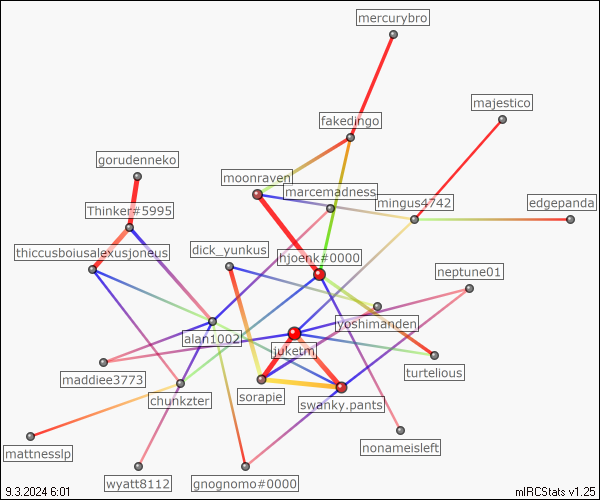 mercurybro
majestico
fakedingo
gorudenneko
moonraven
marcemadness
mingus4742
edgepanda
Thinker#5995
thiccusboiusalexusjoneus
dick_yunkus
hjoenk#0000
neptune01
yoshimanden
alan1002
juketm
maddiee3773
turtelious
chunkzter
sorapie
swanky.pants
mattnesslp
nonameisleft
wyatt8112
gnognomo#0000
9.3.2024 6:01
mIRCStats v1.25